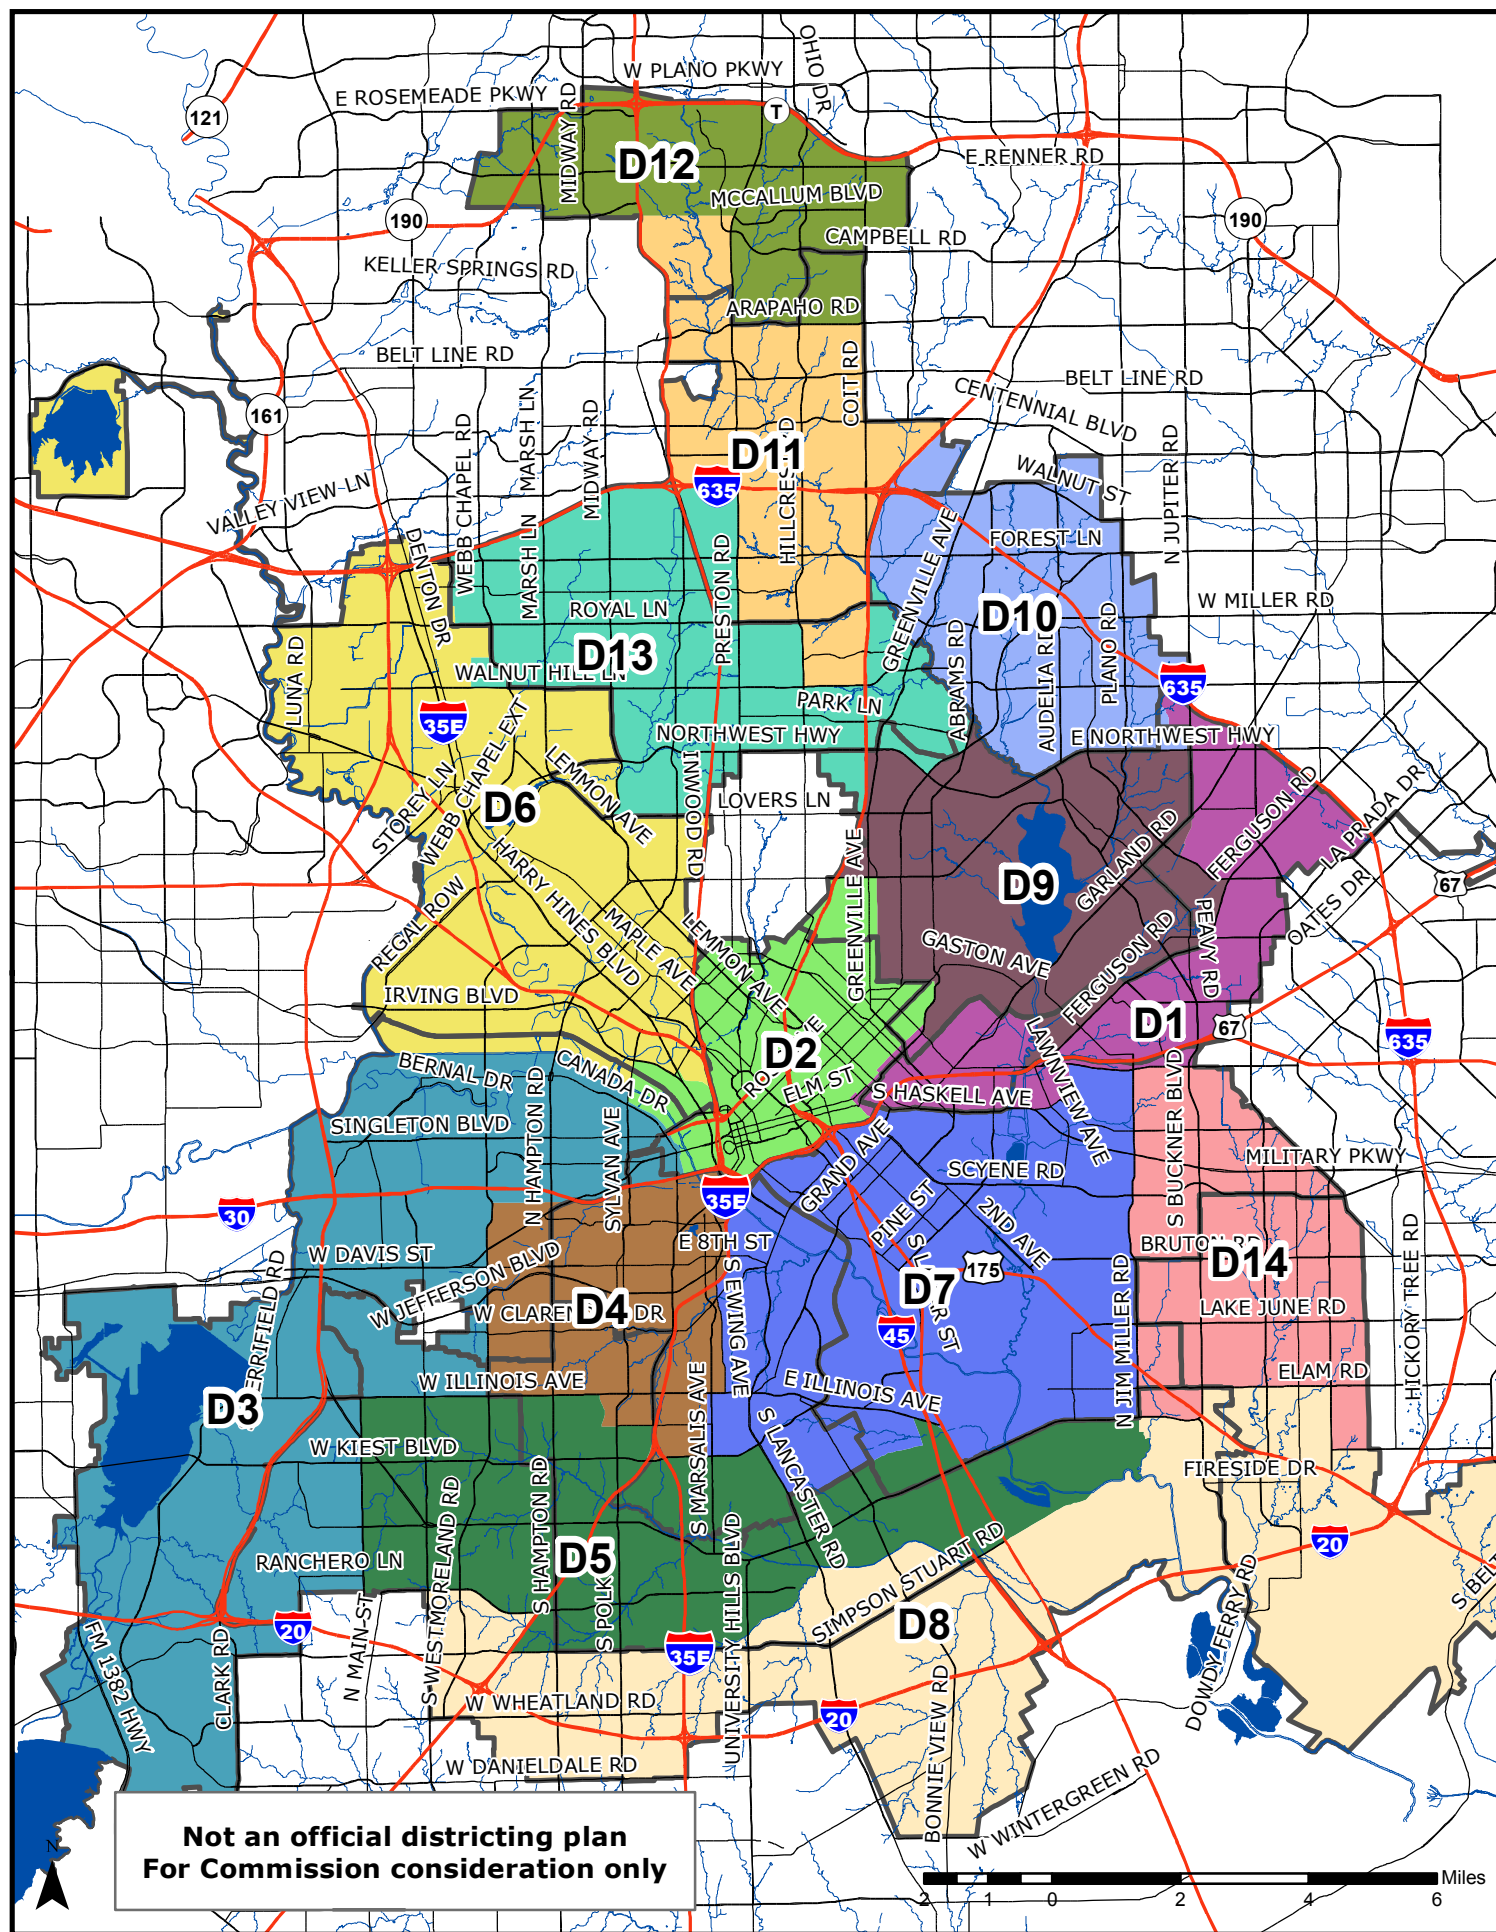 W PLANO PKWY
OHIO DR
E ROSEMEADE PKWY
MIDWAY RD
121
T
D12
E RENNER RD
MCCALLUM BLVD
190
190
CAMPBELL RD
KELLER SPRINGS RD
ARAPAHO RD
BELT LINE RD
COIT RD
BELT LINE RD
CENTENNIAL BLVD
161
WEBB CHAPEL RD
MARSH LN
MIDWAY RD
D11
HILLCREST RD
WALNUT ST
N JUPITER RD
635
VALLEY VIEW LN
MARSH LN
DENTON DR
GREENVILLE AVE
FOREST LN
PRESTON RD
ROYAL LN
D10
W MILLER RD
D13
WALNUT HILL LN
LUNA RD
ABRAMS RD
AUDELIA RD
PLANO RD
635
35E
PARK LN
NORTHWEST HWY
E NORTHWEST HWY
WEBB CHAPEL EXT
LEMMON AVE
STOREY LN
D6
INWOOD RD
LOVERS LN
FERGUSON RD
LA PRADA DR
HARRY HINES BLVD
GREENVILLE AVE
GARLAND RD
D9
67
REGAL ROW
MAPLE AVE
LEMMON AVE
GASTON AVE
FERGUSON RD
PEAVY RD
OATES DR
IRVING BLVD
D1
67
635
D2
ELM ST
LAWNVIEW AVE
BERNAL DR
CANADA DR
S HASKELL AVE
S BUCKNER BLVD
SINGLETON BLVD
N HAMPTON RD
SYLVAN AVE
GRAND AVE
SCYENE RD
MILITARY PKWY
30
35E
PINE ST
2ND AVE
W DAVIS ST
E 8TH ST
BRUTON RD
D14
175
D7
W JEFFERSON BLVD
W CLARENDON DR
D4
S EWING AVE
45
N JIM MILLER RD
LAKE JUNE RD
HICKORY TREE RD
W ILLINOIS AVE
S MARSALIS AVE
E ILLINOIS AVE
ELAM RD
D3
W KIEST BLVD
S LANCASTER RD
FIRESIDE DR
S WESTMORELAND RD
S HAMPTON RD
RANCHERO LN
D5
S POLK
UNIVERSITY HILLS BLVD
SIMPSON STUART RD
20
DOWDY FERRY RD
20
FM 1382 HWY
CLARK RD
N MAIN ST
35E
D8
W WHEATLAND RD
20
BONNIE VIEW RD
W DANIELDALE RD
W WINTERGREEN RD
Not an official districting plan
For Commission consideration only
N
Miles
2 1 0 2 4 6